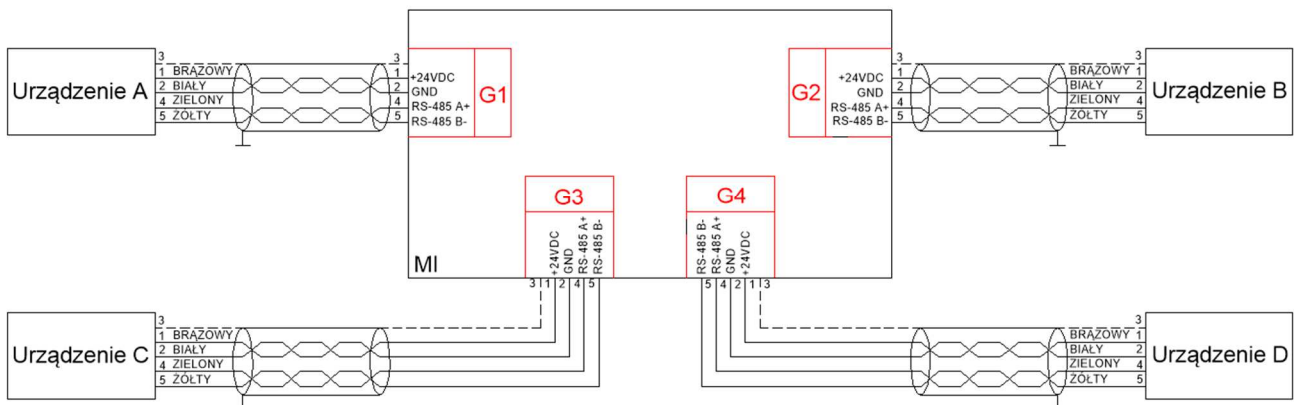 Urządzenie A
3
1 BRĄZOWY
2 BIAŁY
4 ZIELONY
5 ŻÓŁTY
3
1
2
4
5
+24VDC
GND
RS-485 A+
RS-485 B-
G1
G2
+24VDC
GND
RS-485 A+
RS-485 B-
3
1
2
4
5
3
BRĄZOWY 1
BIAŁY 2
ZIELONY 4
ŻÓŁTY 5
Urządzenie B
G3
+24VDC
GND
RS-485 A+
RS-485 B-
3 1 2 4 5
G4
RS-485 B-
RS-485 A+
GND
+24VDC
5 4 2 1 3
MI
Urządzenie C
3
1 BRĄZOWY
2 BIAŁY
4 ZIELONY
5 ŻÓŁTY
3
BRĄZOWY 1
BIAŁY 2
ZIELONY 4
ŻÓŁTY 5
Urządzenie D